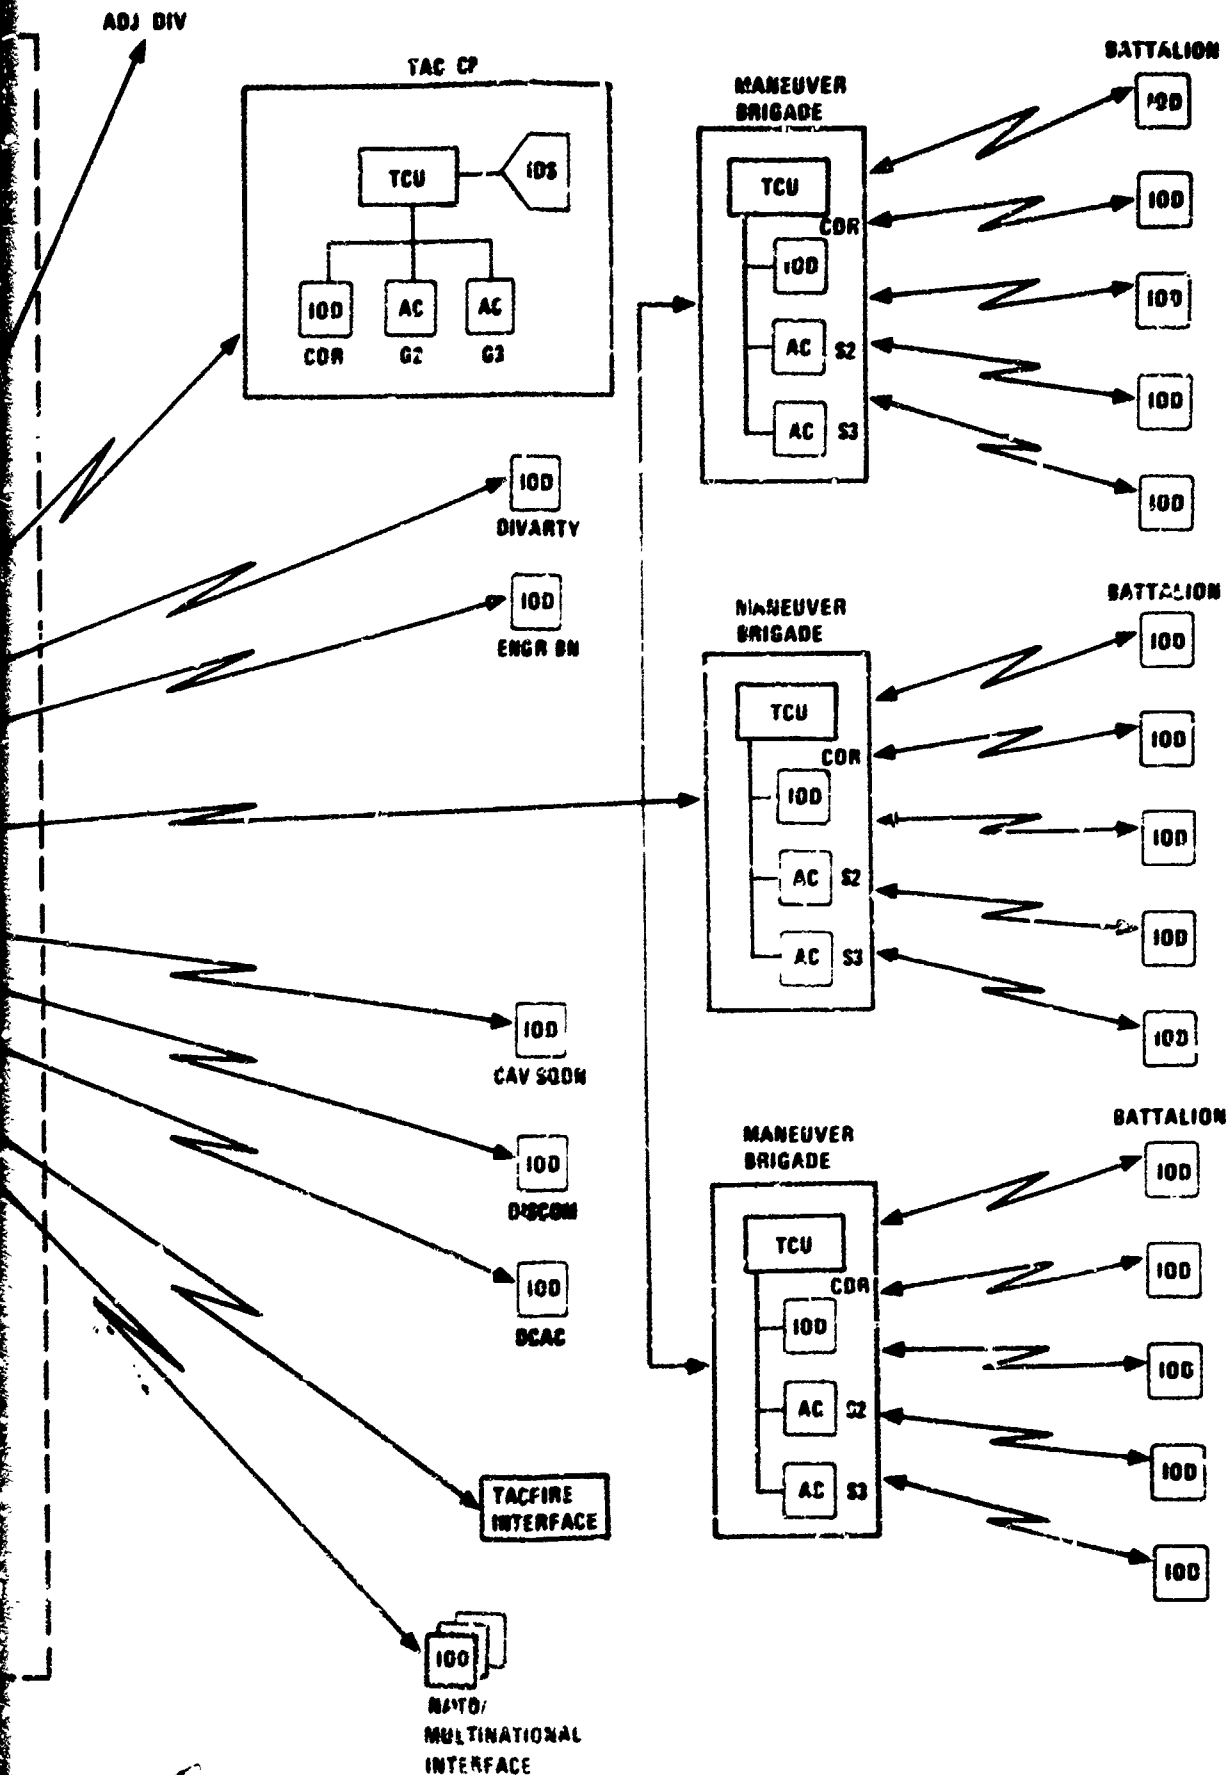 ADJ DIV
TAC CP
TCU
IDS
IOD
AC
AC
CDR
G2
G3
IOD
DIVARTY
IOD
ENGR BN
IOD
CAV SQDN
IOD
DISCOM
IOD
DCAC
TACFIRE
INTERFACE
IOD
NATO/
MULTINATIONAL
INTERFACE
MANEUVER
BRIGADE
TCU
CDR
IOD
AC S2
AC S3
BATTALION
IOD
IOD
IOD
IOD
IOD
MANEUVER
BRIGADE
TCU
CDR
IOD
AC S2
AC S3
BATTALION
IOD
IOD
IOD
IOD
IOD
MANEUVER
BRIGADE
TCU
CDR
IOD
AC S2
AC S3
BATTALION
IOD
IOD
IOD
IOD
IOD